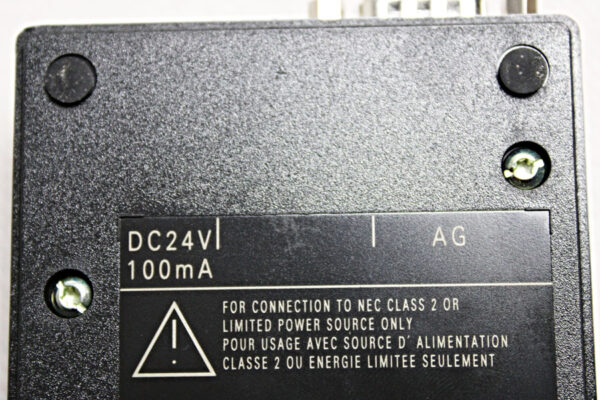 DC24V AG
100mA
FOR CONNECTION TO NEC CLASS 2 OR
LIMITED POWER SOURCE ONLY
POUR USAGE AVEC SOURCE D' ALIMENTATION
CLASSE 2 OU ENERGIE LIMITEE SEULEMENT